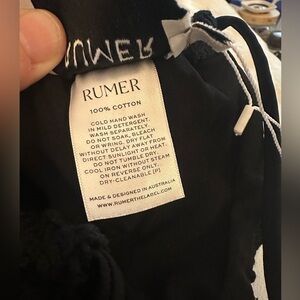 RUMER
RUMER
100% COTTON
COLD HAND WASH
IN MILD DETERGENT.
WASH SEPARATELY.
DO NOT SOAK, BLEACH
OR WRING. DRY FLAT
WITHOUT DELAY AWAY FROM
DIRECT SUNLIGHT OR HEAT.
DO NOT TUMBLE DRY.
COOL IRON WITHOUT STEAM
ON REVERSE ONLY.
DRY-CLEANABLE [P]
MADE & DESIGNED IN AUSTRALIA
WWW.RUMERTHELABEL.COM